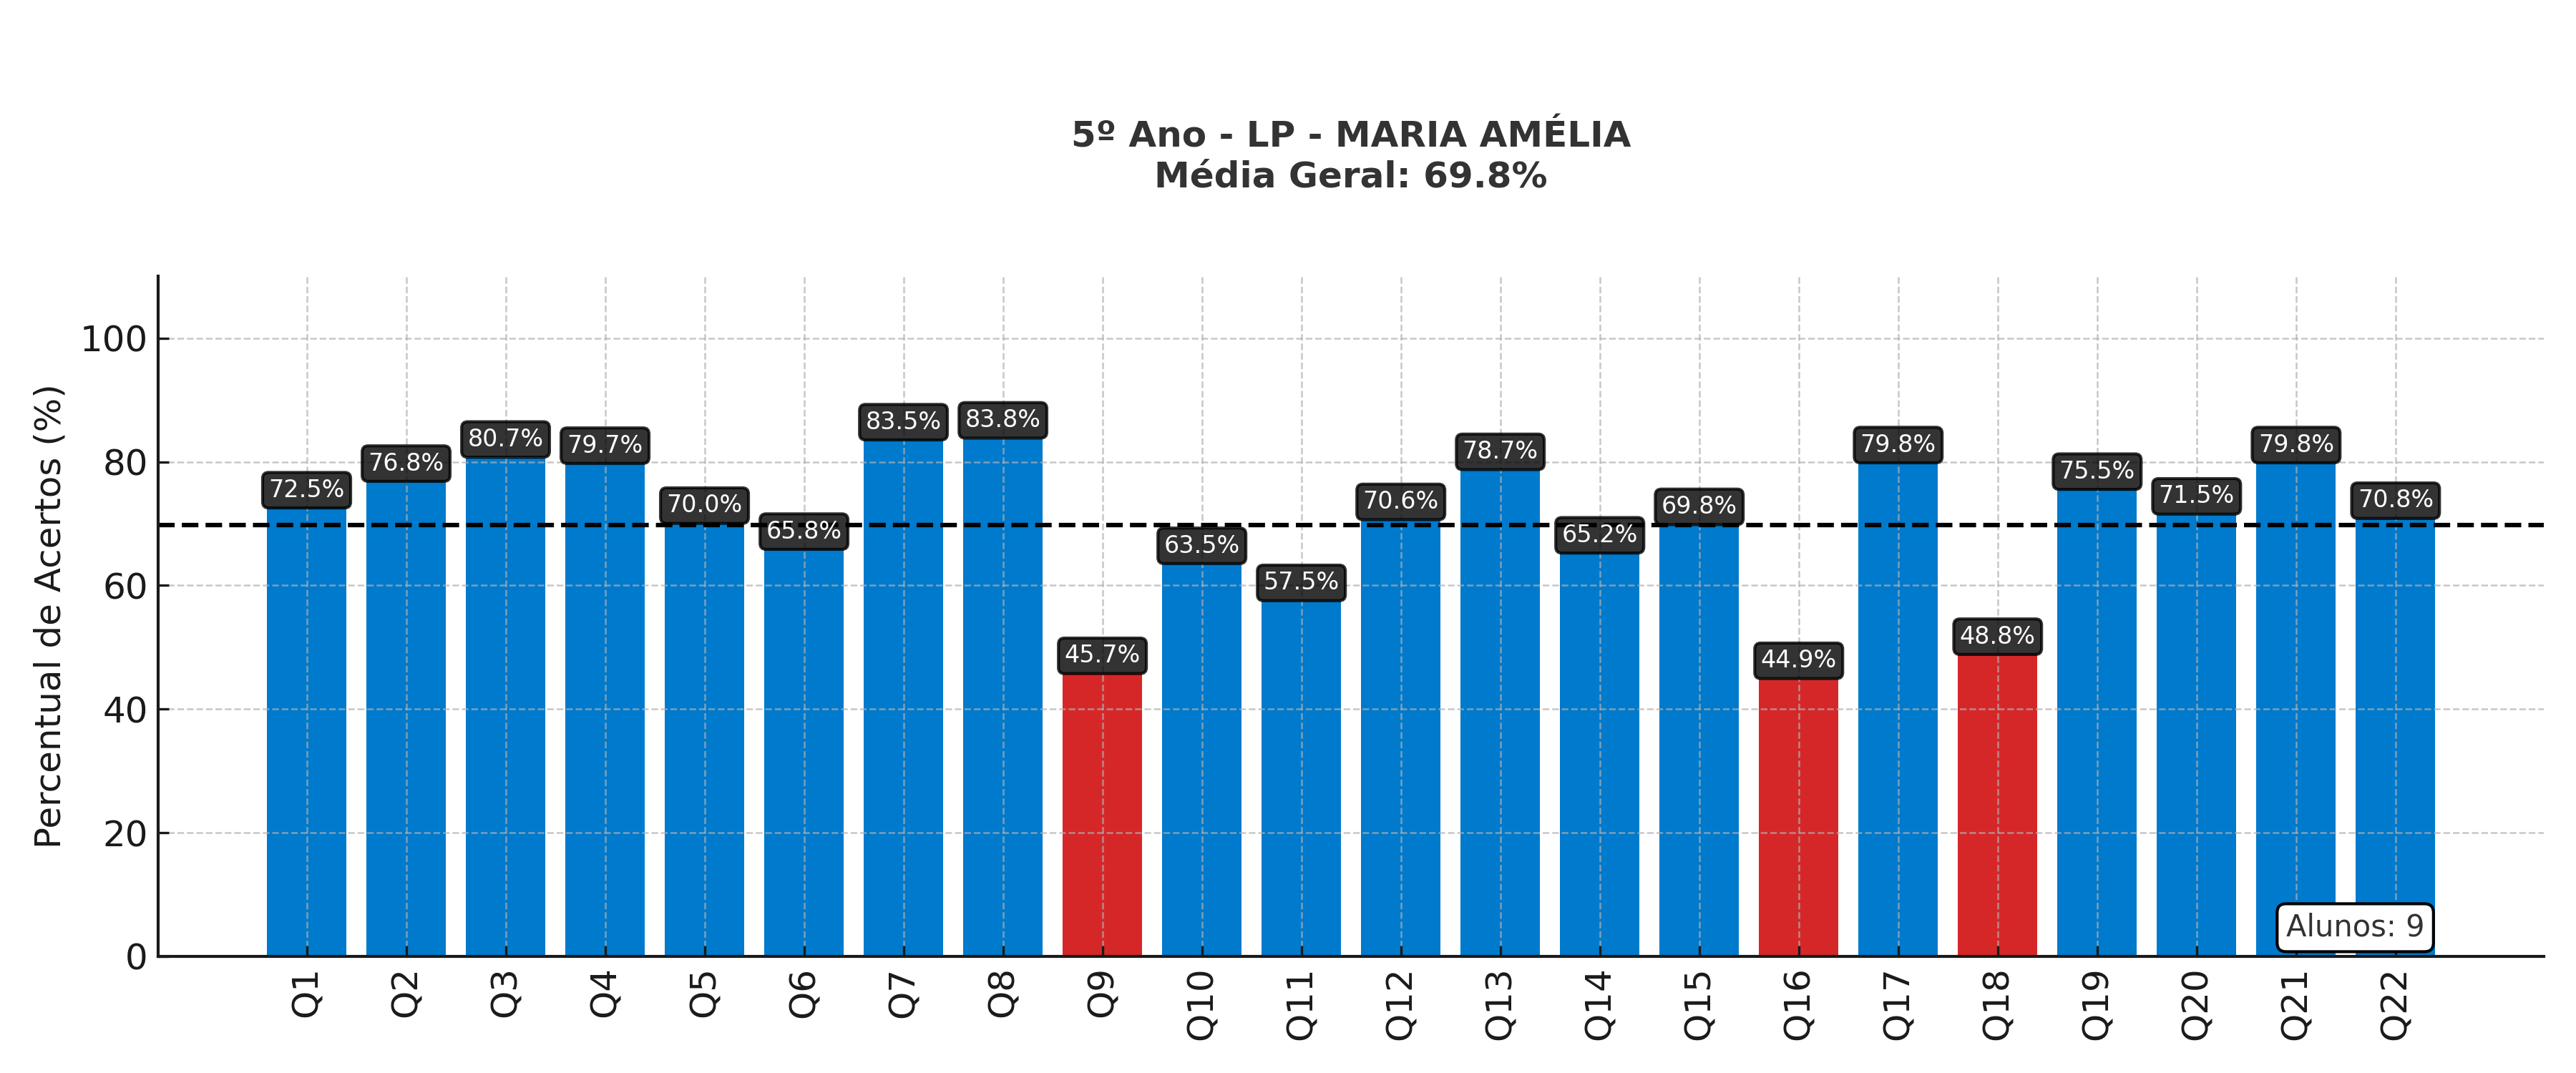 5º Ano - LP - MARIA AMÉLIA
Média Geral: 69.8%
Percentual de Acertos (%)
100
80
60
40
20
0
72.5%
76.8%
80.7%
79.7%
70.0%
65.8%
83.5%
83.8%
45.7%
63.5%
57.5%
70.6%
78.7%
65.2%
69.8%
44.9%
79.8%
48.8%
75.5%
71.5%
79.8%
70.8%
Alunos: 9
Q1
Q2
Q3
Q4
Q5
Q6
Q7
Q8
Q9
Q10
Q11
Q12
Q13
Q14
Q15
Q16
Q17
Q18
Q19
Q20
Q21
Q22